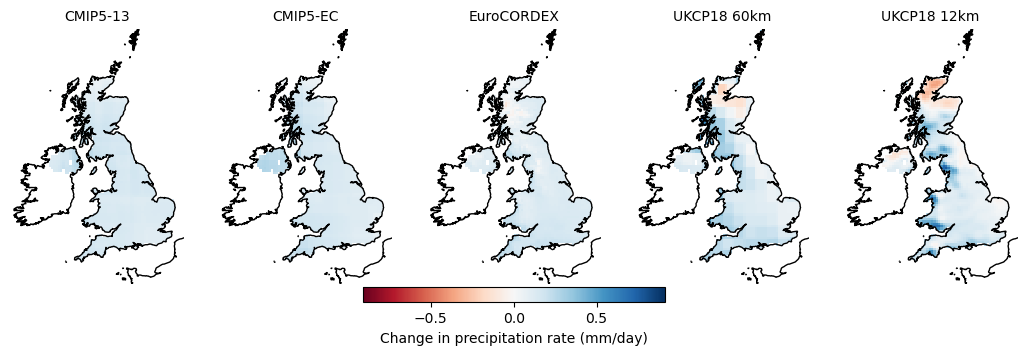 CMIP5-13 CMIP5-EC EuroCORDEX UKCP18 60km UKCP18 12km
−0.5 0.0 0.5
Change in precipitation rate (mm/day)